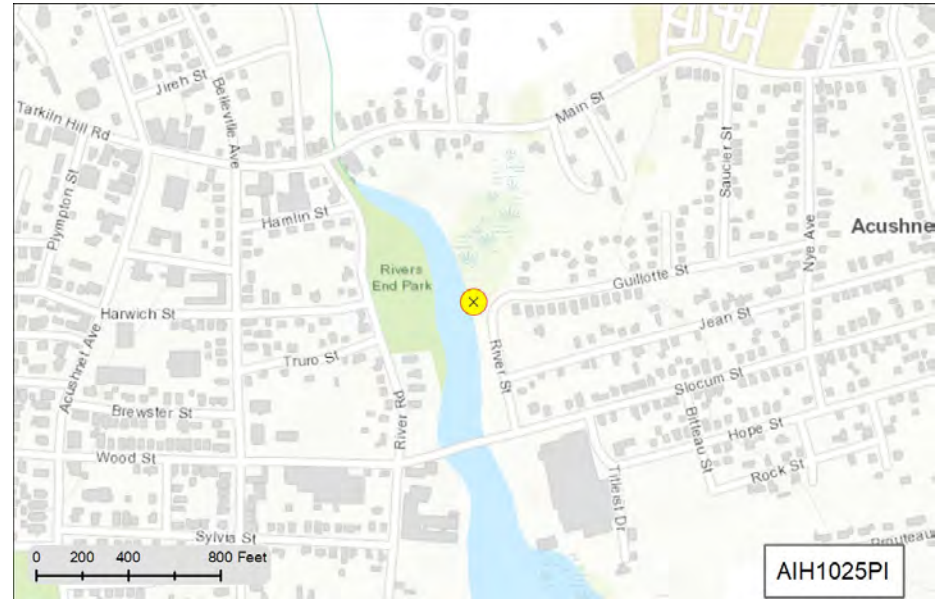 Jireh St
Belleville Ave
Tarkiln Hill Rd
Main St
Plympton St
Saucier St
Hamlin St
Acushne
Nye Ave
Rivers
End Park
Guillotte St
Harwich St
Jean St
Acushnet Ave
Truro St
River St
Slocum St
Brewster St
River Rd
Bitteau St
Hope St
Wood St
Rock St
Titleist Dr
Sylvia St
0 200 400 800 Feet
AIH1025PI